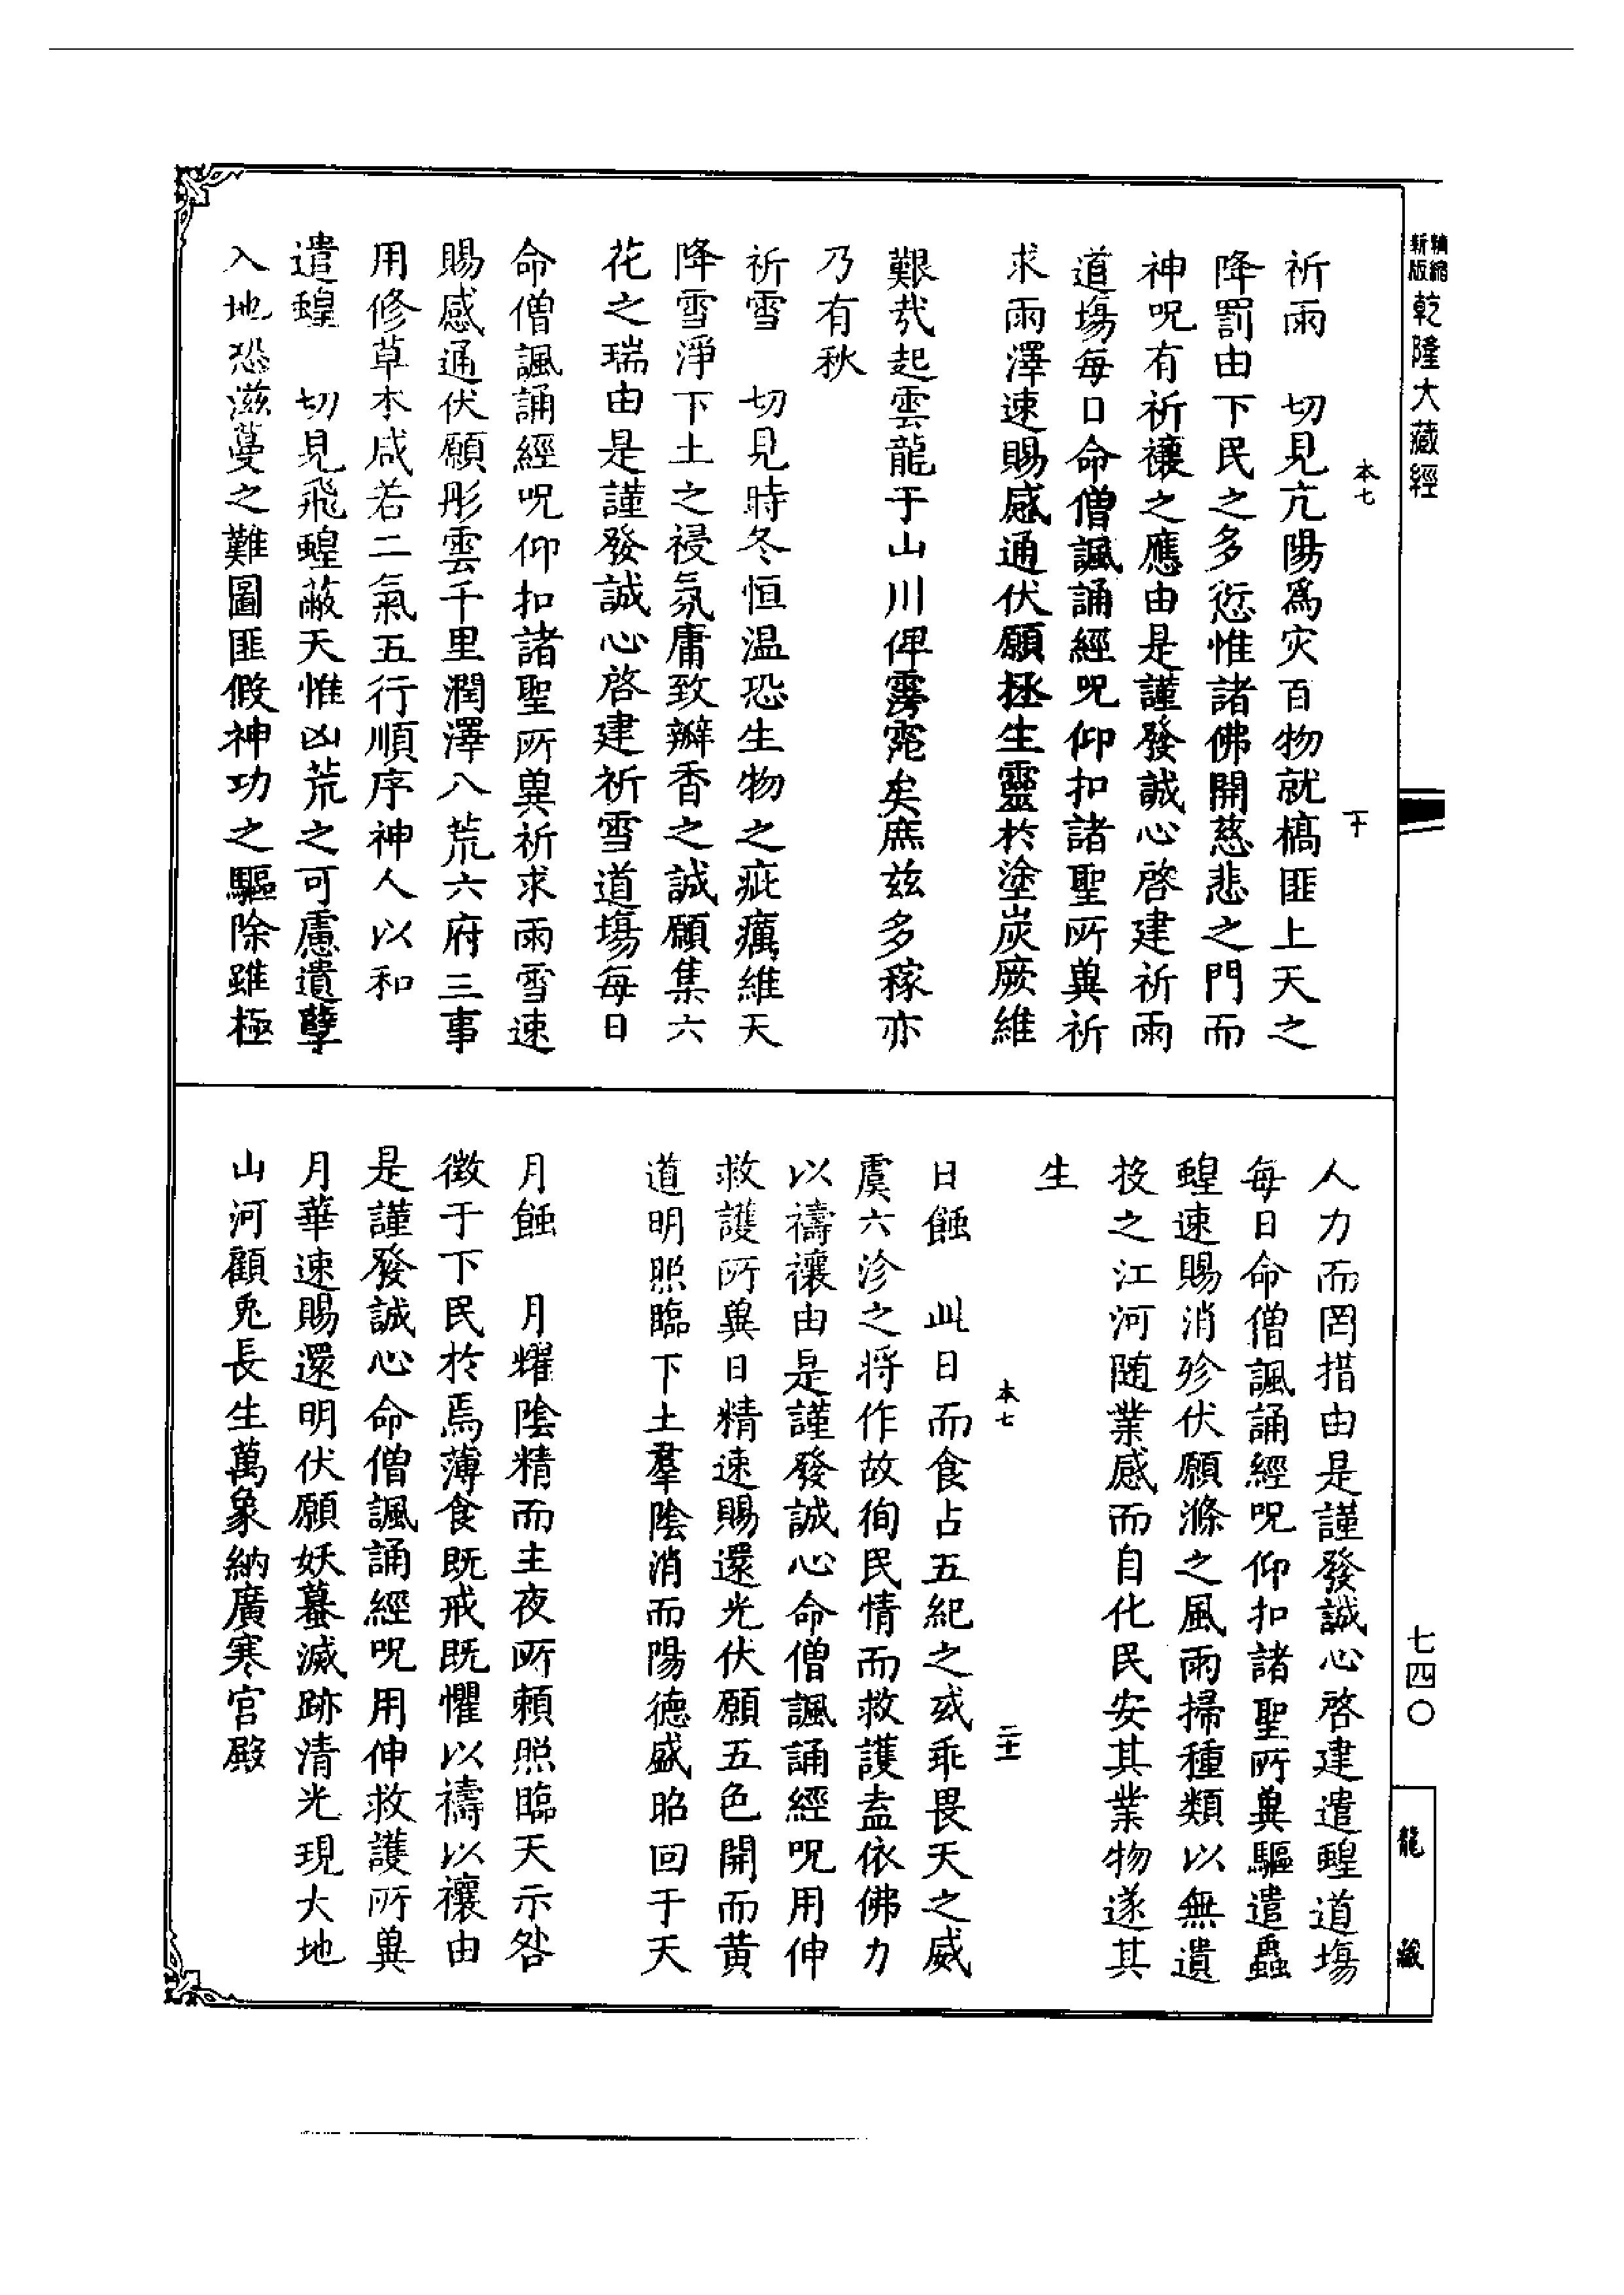 新版 精縮 乾隆大藏經
本七
祈雨　切見亢陽爲灾百物就槁匪上天之
降罰由下民之多愆惟諸佛開慈悲之門而
神呪有祈禳之應由是謹發誠心啓建祈雨
道場每日命僧諷誦經呪仰扣諸聖所兾祈
求雨澤速賜感通伏願拯生靈於塗炭厥維
艱㢤起雲龍于山川俾霶霓矣庶兹多稼亦
乃有秋
祈雪　切見時冬恒温恐生物之疵癘維天
降雪淨下土之祲氛庸致瓣香之誠願集六
花之瑞由是謹發誠心啓建祈雪道場每日
命僧諷誦經呪仰扣諸聖所兾祈求雨雪速
賜感通伏願彤雲千里潤澤八荒六府三事
用修草木咸若二氣五行順序神人以和
遣蝗　切見飛蝗蔽天惟凶荒之可慮遺孽
入地恐滋蔓之難圖匪假神功之驅除雖極
人力而罔措由是謹發誠心啓建遣蝗道場
每日命僧諷誦經呪仰扣諸聖所兾驅遣蟲
蝗速賜消殄伏願滌之風雨掃種類以無遺
投之江河隨業感而自化民安其業物遂其
生
本七
二十
日蝕　此日而食占五紀之或乖畏天之威
虞六沴之将作故徇民情而救護盍依佛力
以禱禳由是謹發誠心命僧諷誦經呪用伸
救護所兾日精速賜還光伏願五色開而黄
道明照臨下土羣陰消而陽德盛昭回于天
月蝕　月燿陰精而主夜所頼照臨天示咎
徵于下民於焉薄食既戒既懼以禱以禳由
是謹發誠心命僧諷誦經呪用伸救護所兾
月華速賜還明伏願妖蟇滅跡清光現大地
山河顧兎長生萬象納廣寒宮殿
七四〇
龍藏